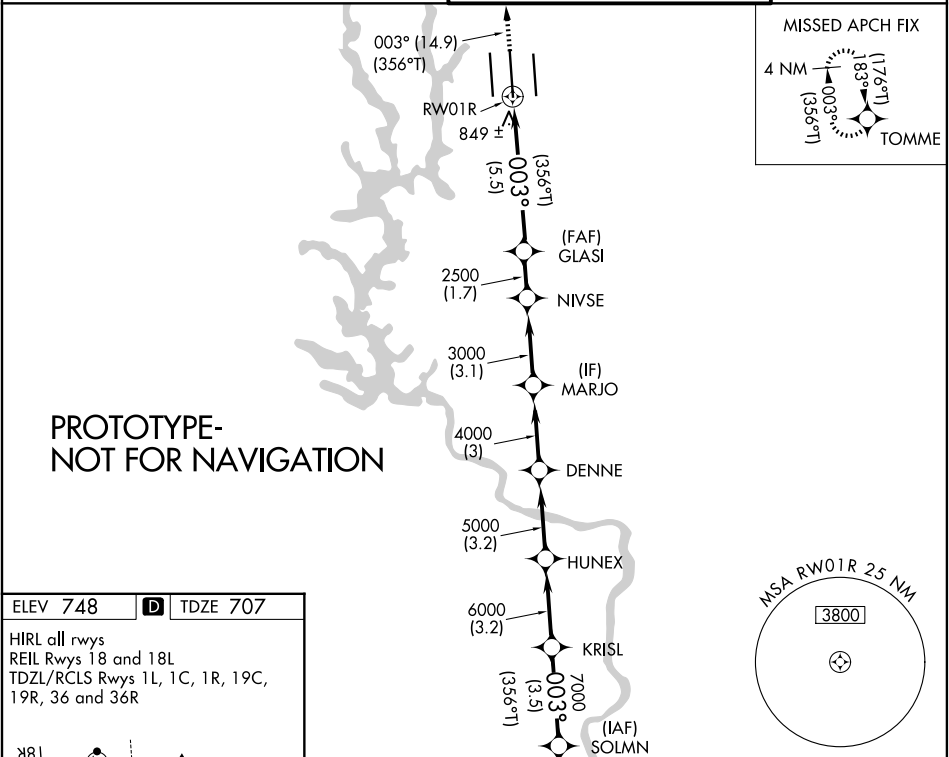 003° (14.9)
(356°T)
RW01R
849 ±
(356°T)
003°
(5.5)
(FAF)
GLASI
2500
(1.7)
NIVSE
3000
(3.1)
(IF)
MARJO
4000
(3)
DENNE
5000
(3.2)
HUNEX
6000
(3.2)
KRISL
7000
(3.5)
003°
(356°T)
(IAF)
SOLMN
MISSED APCH FIX
4 NM
003°
(356°T)
183°
(176°T)
TOMME
PROTOTYPE-
NOT FOR NAVIGATION
MSA RW01R 25 NM
3800
ELEV 748 D TDZE 707
HIRL all rwys
REIL Rwys 18 and 18L
TDZL/RCLS Rwys 1L, 1C, 1R, 19C,
19R, 36 and 36R